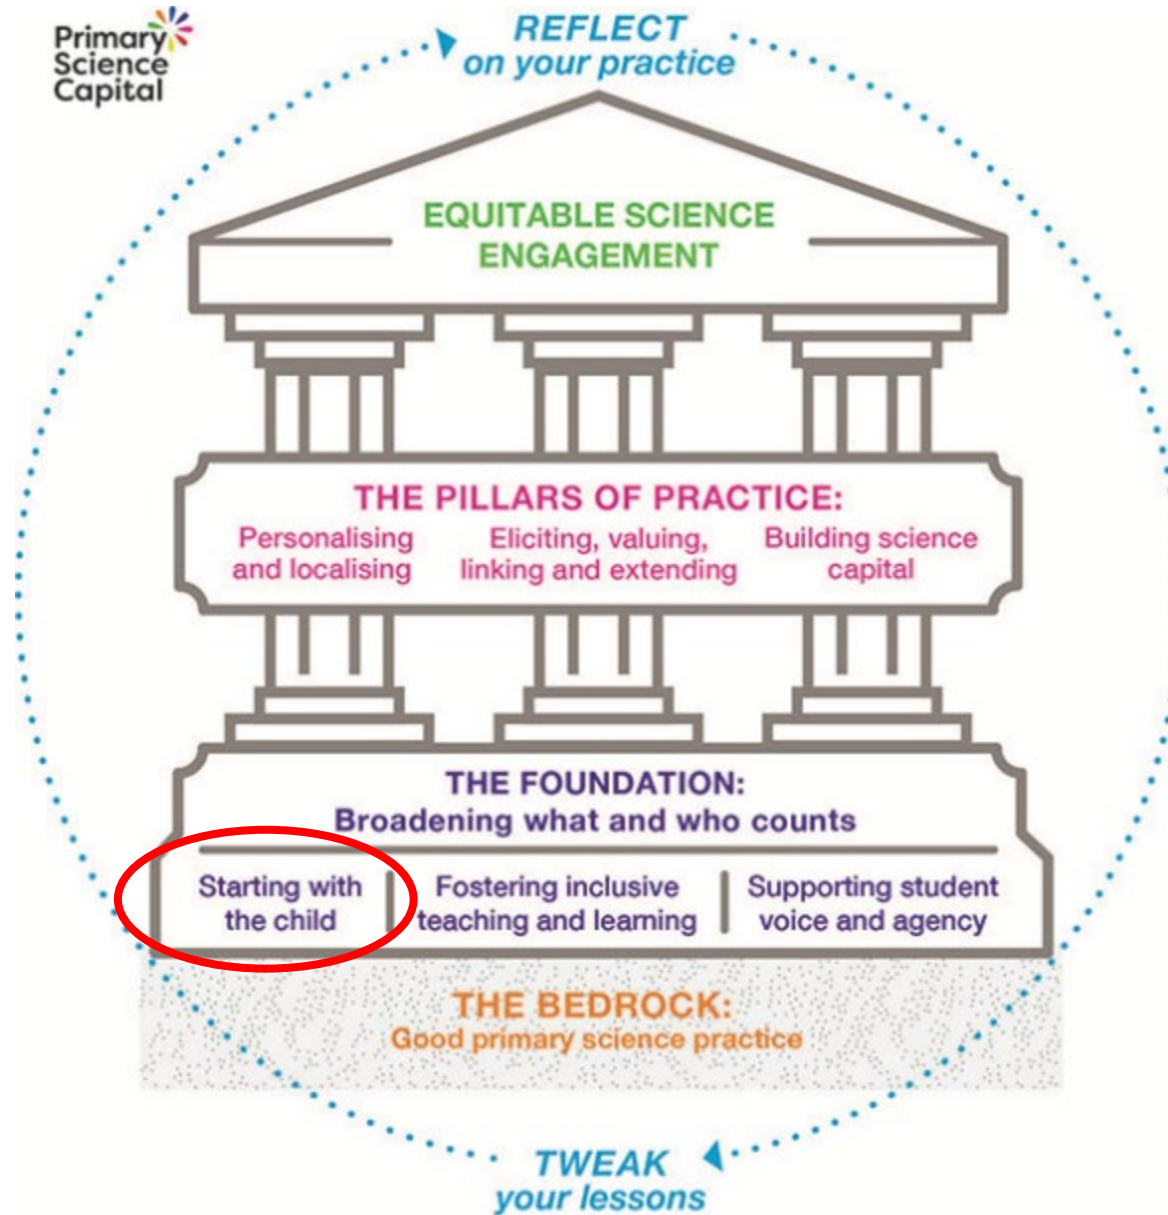 Primary
Science
Capital
REFLECT
on your practice
EQUITABLE SCIENCE
ENGAGEMENT
THE PILLARS OF PRACTICE:
Personalising
and localising
Eliciting, valuing,
linking and extending
Building science
capital
THE FOUNDATION:
Broadening what and who counts
Starting with
the child
Fostering inclusive
teaching and learning
Supporting student
voice and agency
THE BEDROCK:
Good primary science practice
TWEAK
your lessons